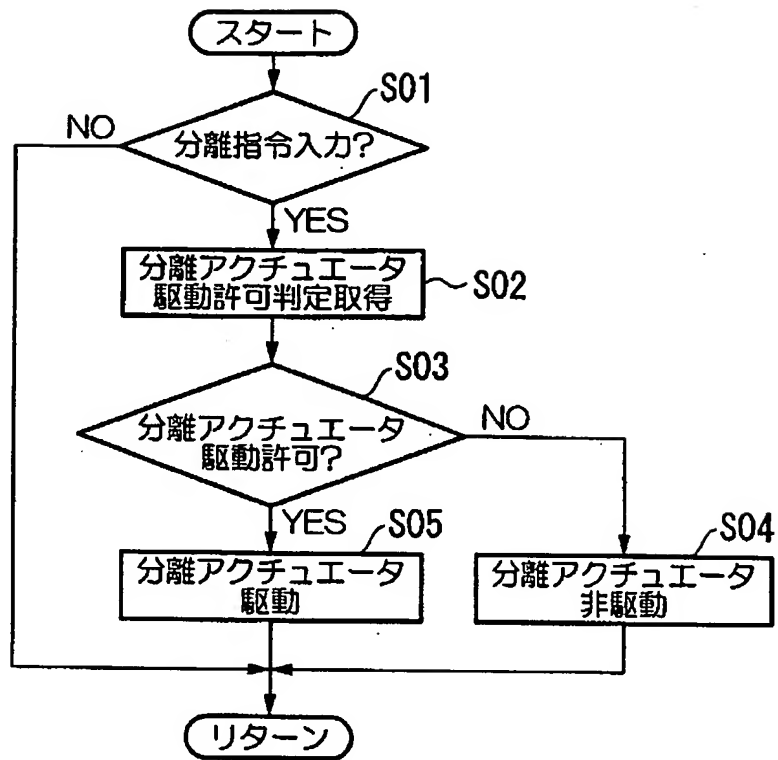 スタート
S01
NO
分離指令入力?
YES
分離アクチュエータ
駆動許可判定取得
S02
S03
分離アクチュエータ
駆動許可?
NO
YES
S05
S04
分離アクチュエータ
駆動
分離アクチュエータ
非駆動
リターン